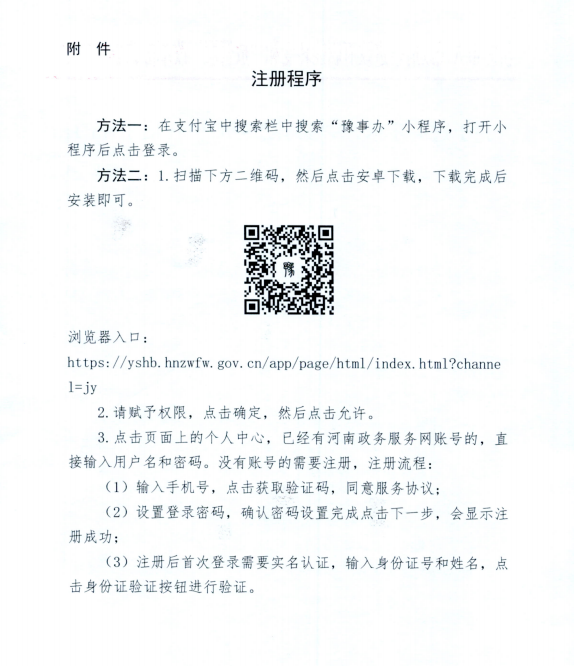 附　件
注册程序
方法一：在支付宝中搜索栏中搜索“豫事办”小程序，打开小
程序后点击登录。
方法二：1.扫描下方二维码，然后点击安卓下载，下载完成后
安装即可。
豫
浏览器入口：
https://yshb.hnzwfw.gov.cn/app/page/html/index.html?channe
l=jy
2.请赋予权限，点击确定，然后点击允许。
3.点击页面上的个人中心，已经有河南政务服务网账号的，直
接输入用户名和密码。没有账号的需要注册，注册流程：
（1）输入手机号，点击获取验证码，同意服务协议；
（2）设置登录密码，确认密码设置完成点击下一步，会显示注
册成功；
（3）注册后首次登录需要实名认证，输入身份证号和姓名，点
击身份证验证按钮进行验证。